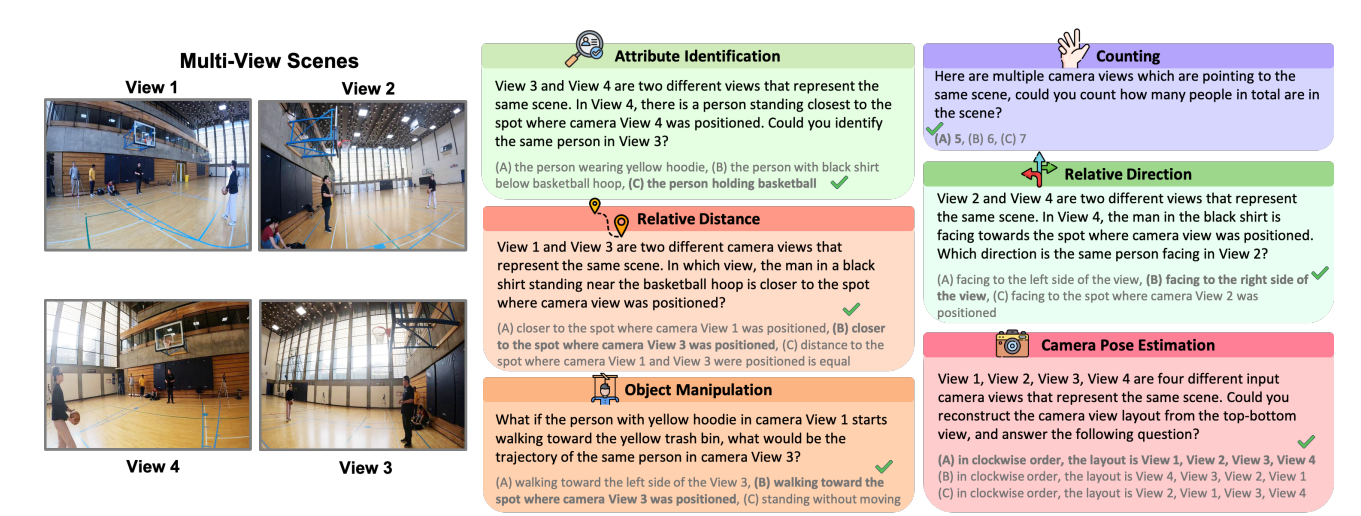 Multi-View Scenes
View 1
View 2
View 4
View 3
Attribute Identification
View 3 and View 4 are two different views that represent the
same scene. In View 4, there is a person standing closest to the
spot where camera View 4 was positioned. Could you identify
the same person in View 3?
(A) the person wearing yellow hoodie, (B) the person with black shirt
below basketball hoop, (C) the person holding basketball
Relative Distance
View 1 and View 3 are two different camera views that
represent the same scene. In which view, the man in a black
shirt standing near the basketball hoop is closer to the spot
where camera view was positioned?
(A) closer to the spot where camera View 1 was positioned, (B) closer
to the spot where camera View 3 was positioned, (C) distance to the
spot where camera View 1 and View 3 were positioned is equal
Object Manipulation
What if the person with yellow hoodie in camera View 1 starts
walking toward the yellow trash bin, what would be the
trajectory of the same person in camera View 3?
(A) walking toward the left side of the View 3, (B) walking toward the
spot where camera View 3 was positioned, (C) standing without moving
Counting
Here are multiple camera views which are pointing to the
same scene, could you count how many people in total are in
the scene?
(A) 5, (B) 6, (C) 7
Relative Direction
View 2 and View 4 are two different views that represent
the same scene. In View 4, the man in the black shirt is
facing towards the spot where camera view was positioned.
Which direction is the same person facing in View 2?
(A) facing to the left side of the view, (B) facing to the right side of
the view, (C) facing to the spot where camera View 2 was
positioned
Camera Pose Estimation
View 1, View 2, View 3, View 4 are four different input
camera views that represent the same scene. Could you
reconstruct the camera view layout from the top-bottom
view, and answer the following question?
(A) in clockwise order, the layout is View 1, View 2, View 3, View 4
(B) in clockwise order, the layout is View 4, View 3, View 2, View 1
(C) in clockwise order, the layout is View 2, View 1, View 3, View 4